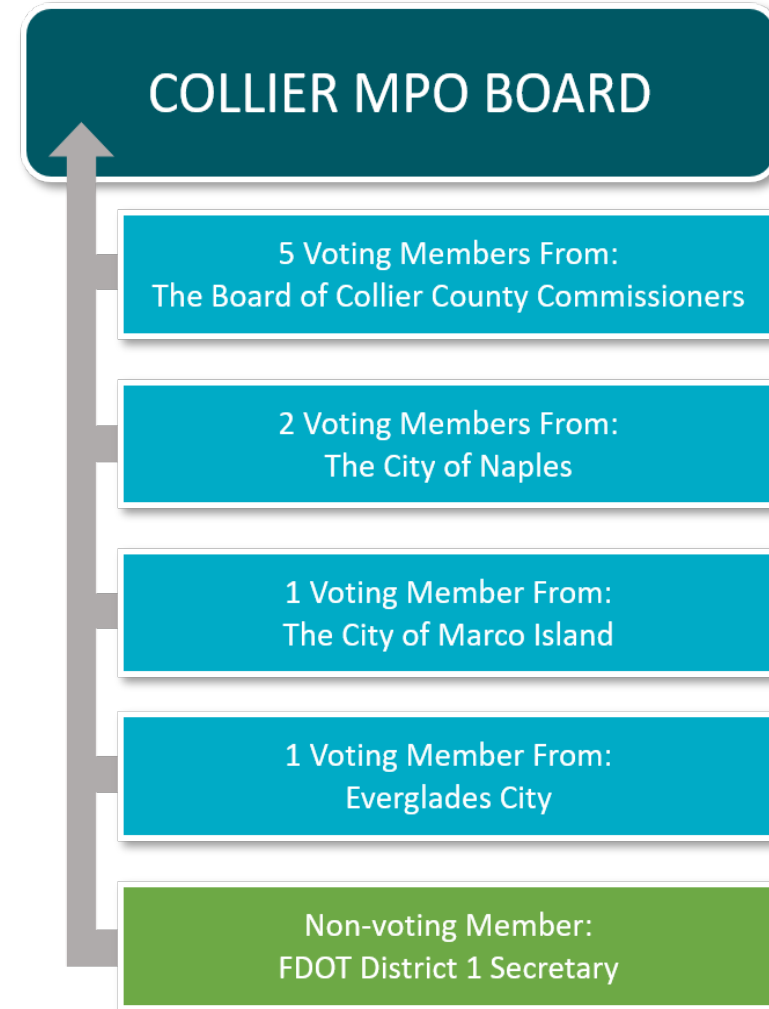 COLLIER MPO BOARD
5 Voting Members From:
The Board of Collier County Commissioners
2 Voting Members From:
The City of Naples
1 Voting Member From:
The City of Marco Island
1 Voting Member From:
Everglades City
Non-voting Member:
FDOT District 1 Secretary